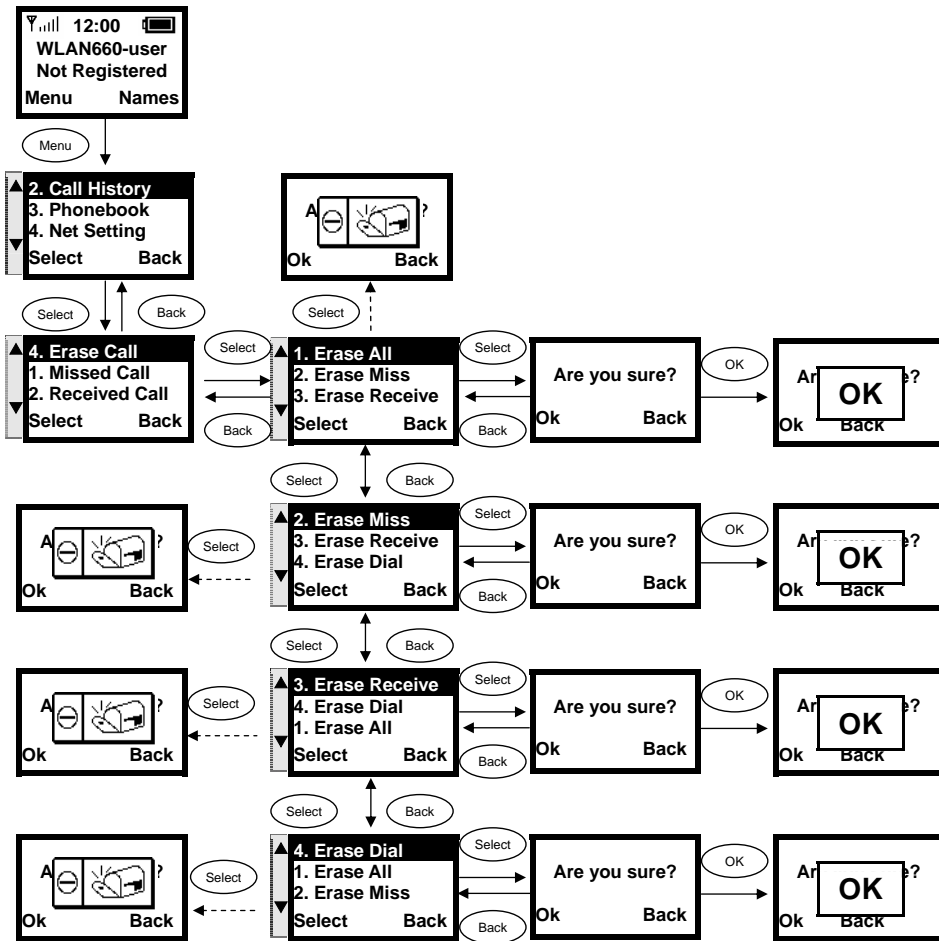 12:00
WLAN660-user
Not Registered
Menu Names
Menu
2. Call History
3. Phonebook
4. Net Setting
Select Back
A ?
Ok Back
Select
Back
Select
4. Erase Call
1. Missed Call
2. Received Call
Select Back
Select
Back
1. Erase All
2. Erase Miss
3. Erase Receive
Select Back
Select
Back
Are you sure?
Ok Back
OK
Ar e?
OK
Ok Back
Select
Back
A ?
Ok Back
Select
2. Erase Miss
3. Erase Receive
4. Erase Dial
Select Back
Select
Back
Are you sure?
Ok Back
OK
Ar e?
OK
Ok Back
Select
Back
A ?
Ok Back
Select
3. Erase Receive
4. Erase Dial
1. Erase All
Select Back
Select
Back
Are you sure?
Ok Back
OK
Ar e?
OK
Ok Back
Select
Back
A ?
Ok Back
Select
4. Erase Dial
1. Erase All
2. Erase Miss
Select Back
Select
Back
Are you sure?
Ok Back
OK
Ar e?
OK
Ok Back